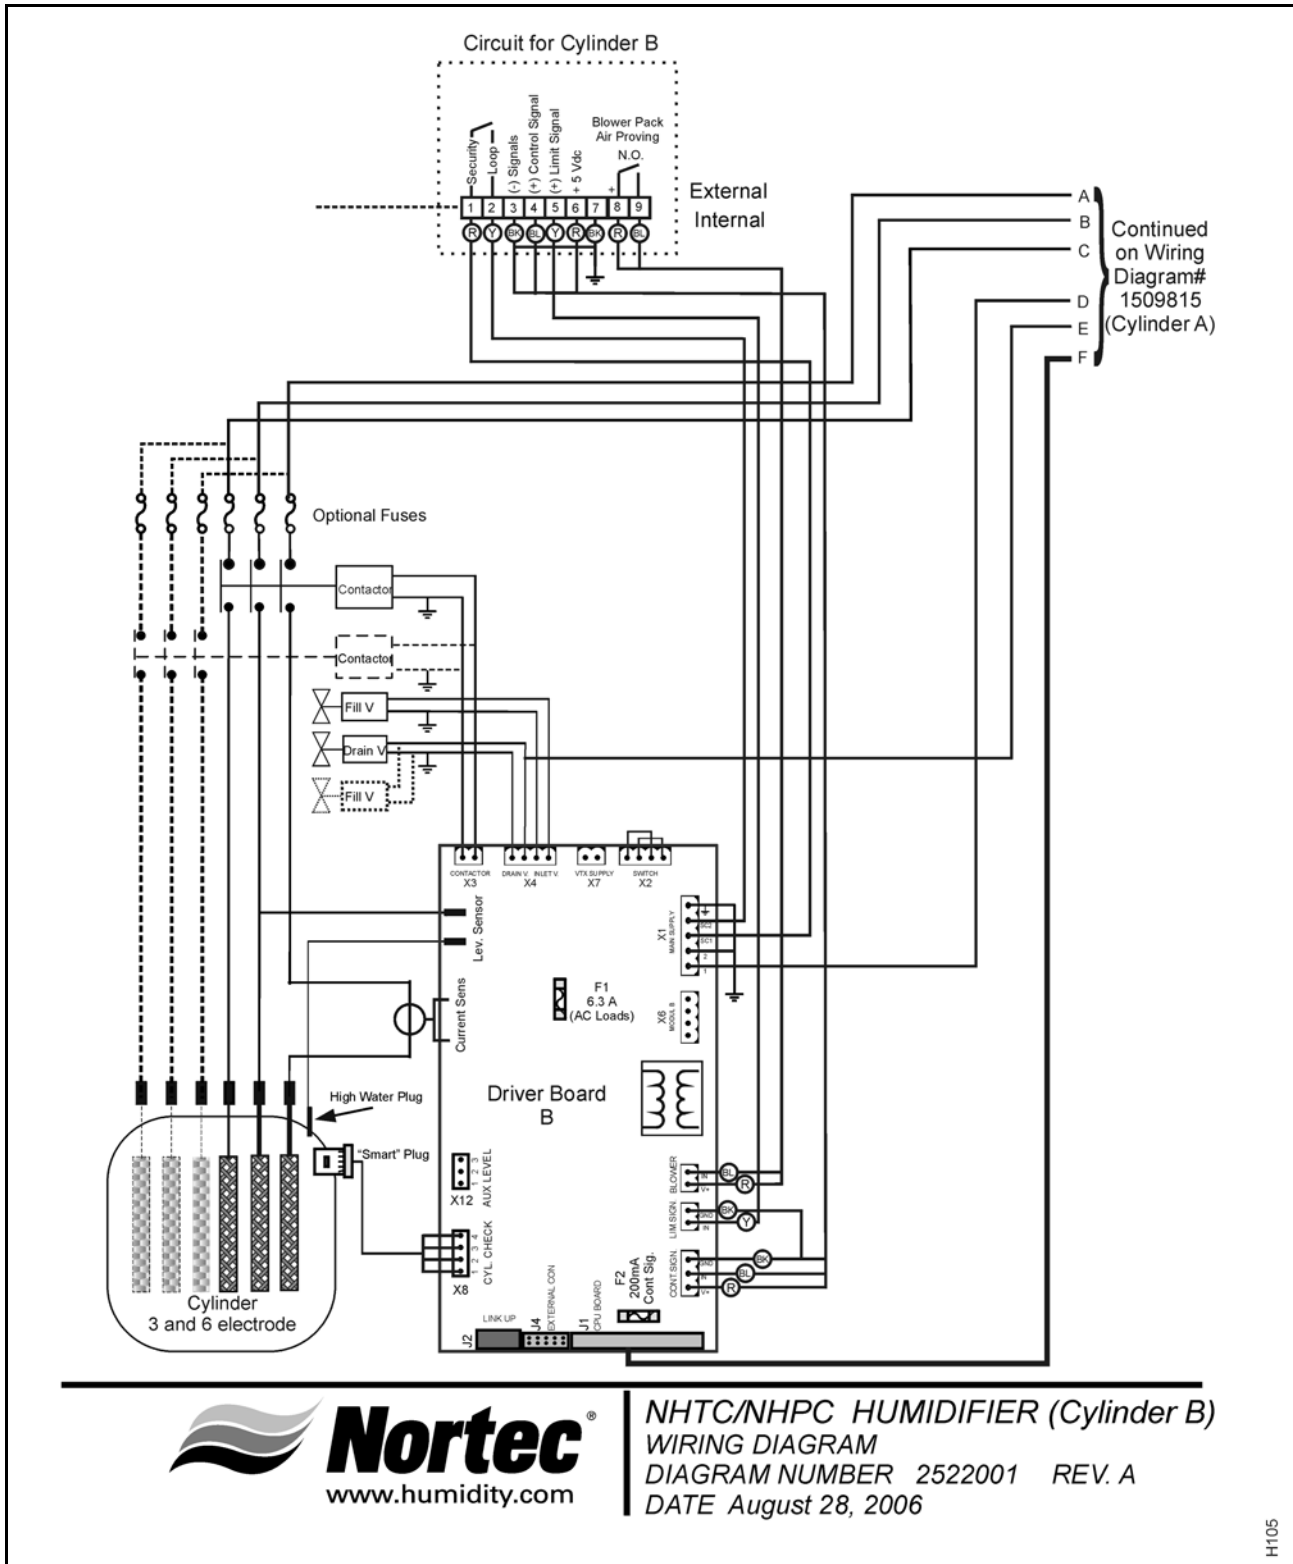 Circuit for Cylinder B
Security
Loop
(-) Signals
(+) Control Signal
(+) Limit Signal
+ 5 Vdc
Blower Pack
Air Proving
N.O.
+
1 2 3 4 5 6 7 8 9
R Y BK BL Y R BK R BL
External
Internal
A
B
C
D
E
F
Continued
on Wiring
Diagram#
1509815
(Cylinder A)
Optional Fuses
Contactor
Contactor
Fill V
Drain V
Fill V
CONTACTOR
X3
DRAIN V. INLET V.
X4
VTX SUPPLY
X7
SWITCH
X2
Lev. Sensor
Current Sens
X1
MAIN SUPPLY
SC2
SC1
2
1
F1
6.3 A
(AC Loads)
X6
MODUL B
Driver Board
B
High Water Plug
"Smart" Plug
X12
AUX LEVEL
1 2 3
X8
CYL. CHECK
1 2 3 4
BLOWER
IN
V+
BL
R
LIM.SIGN.
GND
IN
BK
Y
CONT.SIGN.
GND
IN
V+
BK
BL
R
F2
200mA
Cont Sig.
J2
LINK UP
J4
EXTERNAL CON
J1
CPU BOARD
Cylinder
3 and 6 electrode
Nortec®
www.humidity.com
NHTC/NHPC HUMIDIFIER (Cylinder B)
WIRING DIAGRAM
DIAGRAM NUMBER 2522001 REV. A
DATE August 28, 2006
H105